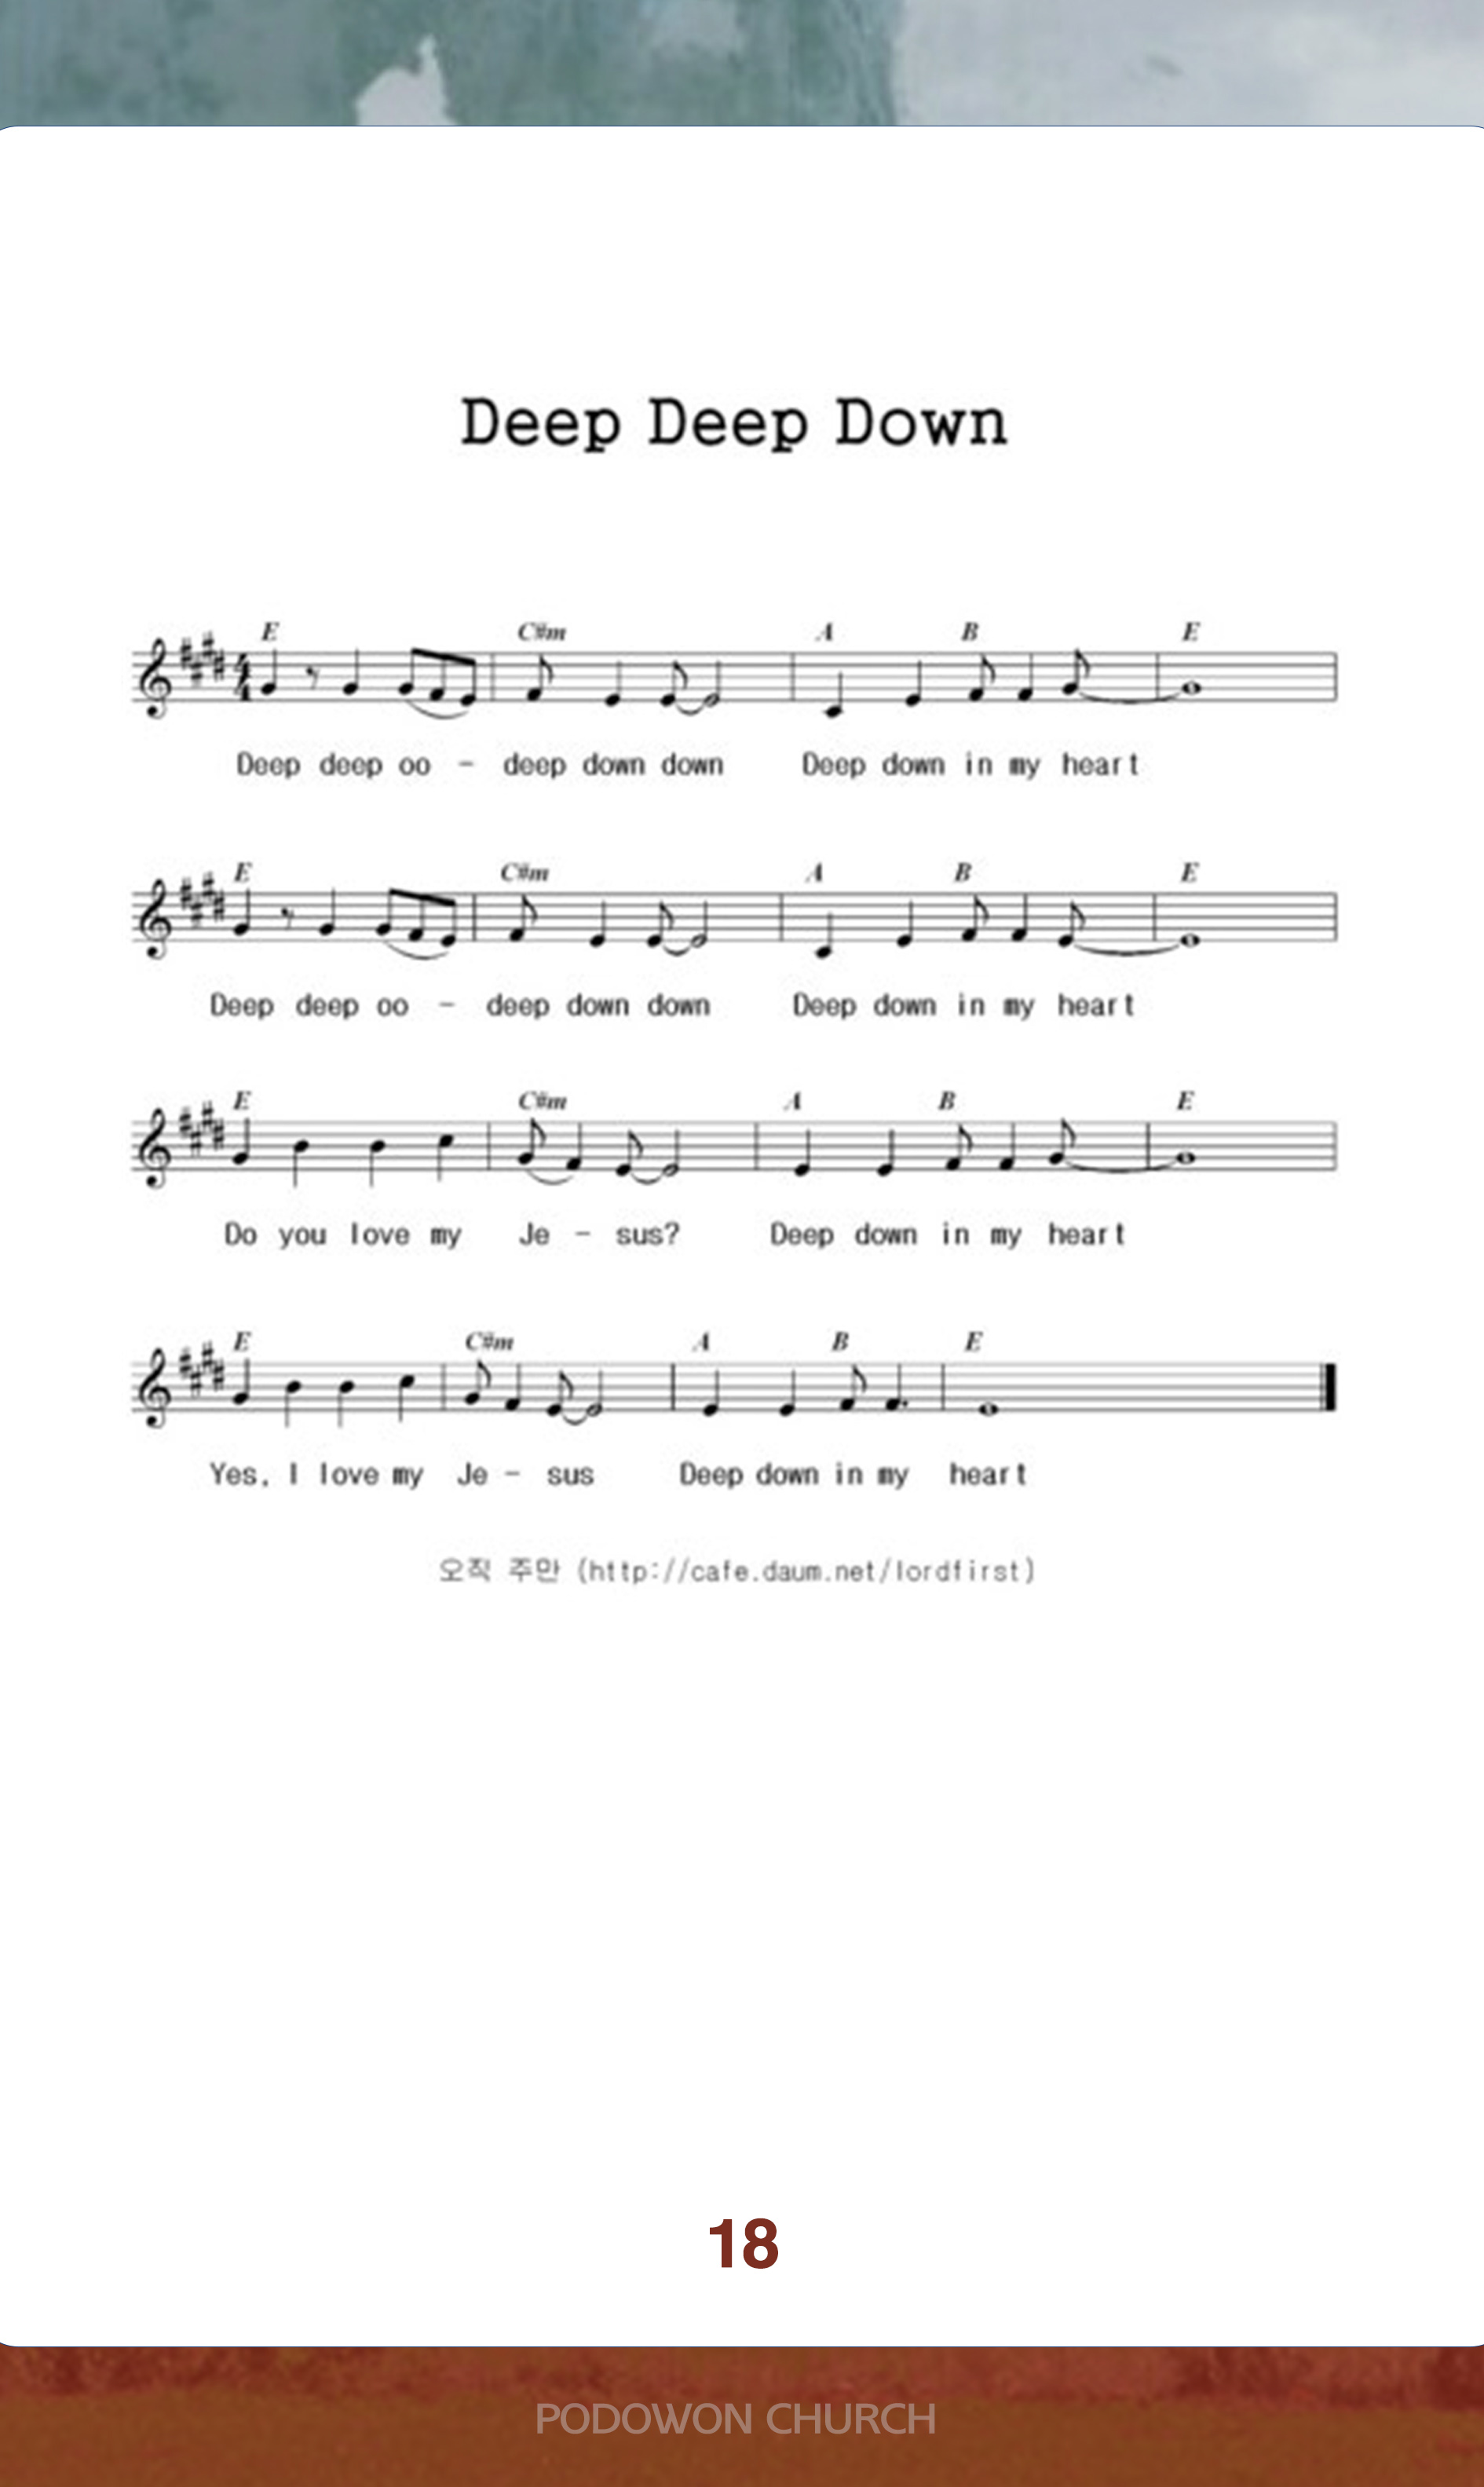 Deep Deep Down
E C#m A B E
Deep deep oo - deep down down Deep down in my heart
E C#m A B E
Deep deep oo - deep down down Deep down in my heart
E C#m A B E
Do you love my Je - sus? Deep down in my heart
E C#m A B E
Yes, I love my Je - sus Deep down in my heart
오직 주만 (http://cafe.daum.net/lordfirst)
18
PODOWON CHURCH